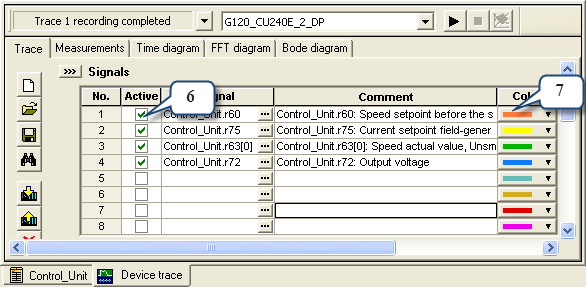 Trace 1 recording completed G120_CU240E_2_DP
Trace Measurements Time diagram FFT diagram Bode diagram
Signals
No. Active 6 gnal Comment Col 7
1 Control_Unit.r60 Control_Unit.r60: Speed setpoint before the s
2 Control_Unit.r75 Control_Unit.r75: Current setpoint field-gener
3 Control_Unit.r63[0] Control_Unit.r63[0]: Speed actual value, Unsm
4 Control_Unit.r72 Control_Unit.r72: Output voltage
5
6
7
8
Control_Unit Device trace